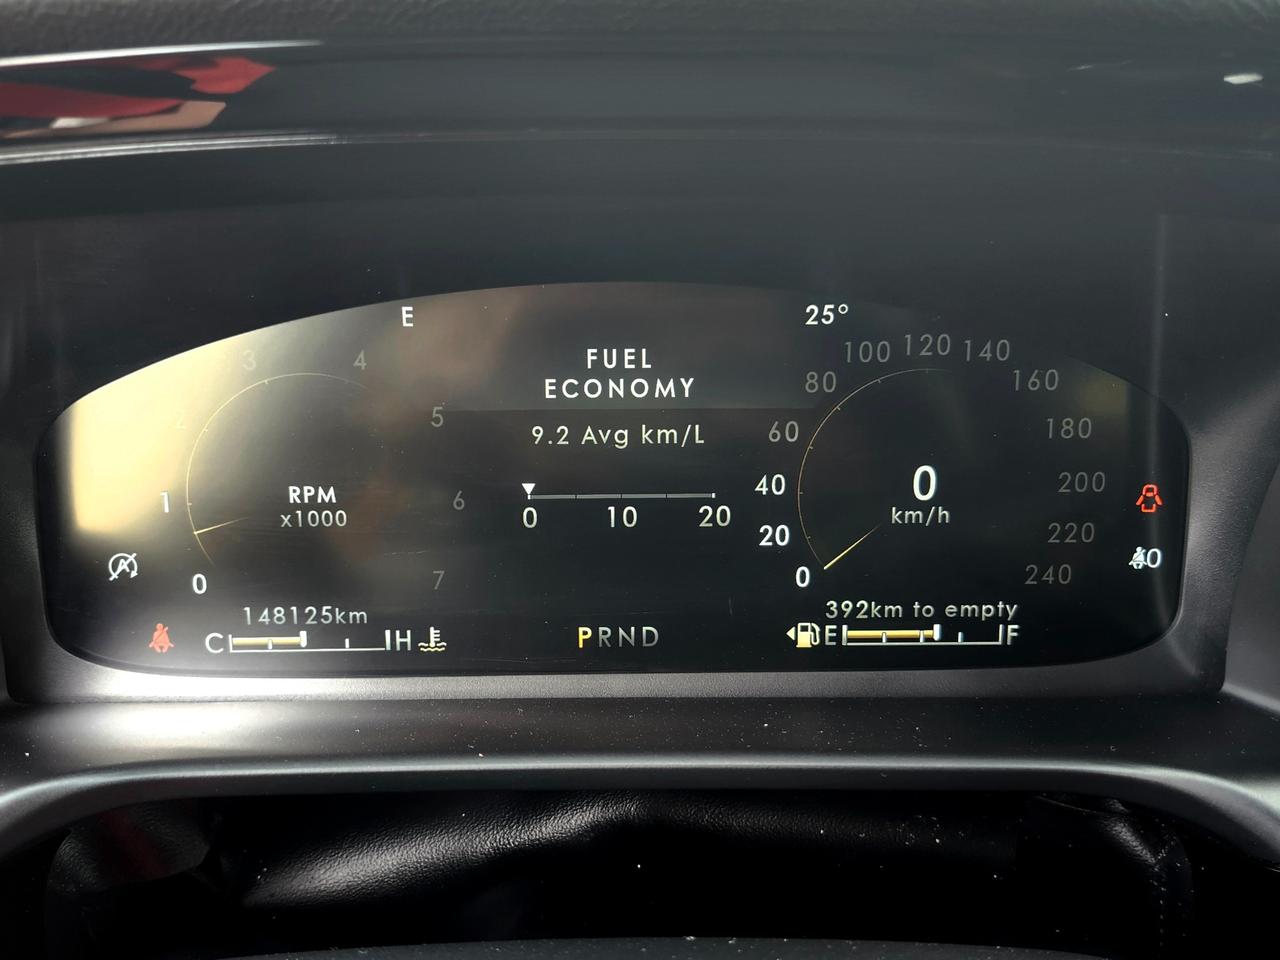 E
25°
FUEL
ECONOMY
9.2 Avg km/L
0 10 20
RPM
x1000
0 1 2 3 4 5 6 7
0 20 40 60 80 100 120 140 160 180 200 220 240
0
km/h
148125km
C H
PRND
392km to empty
E F